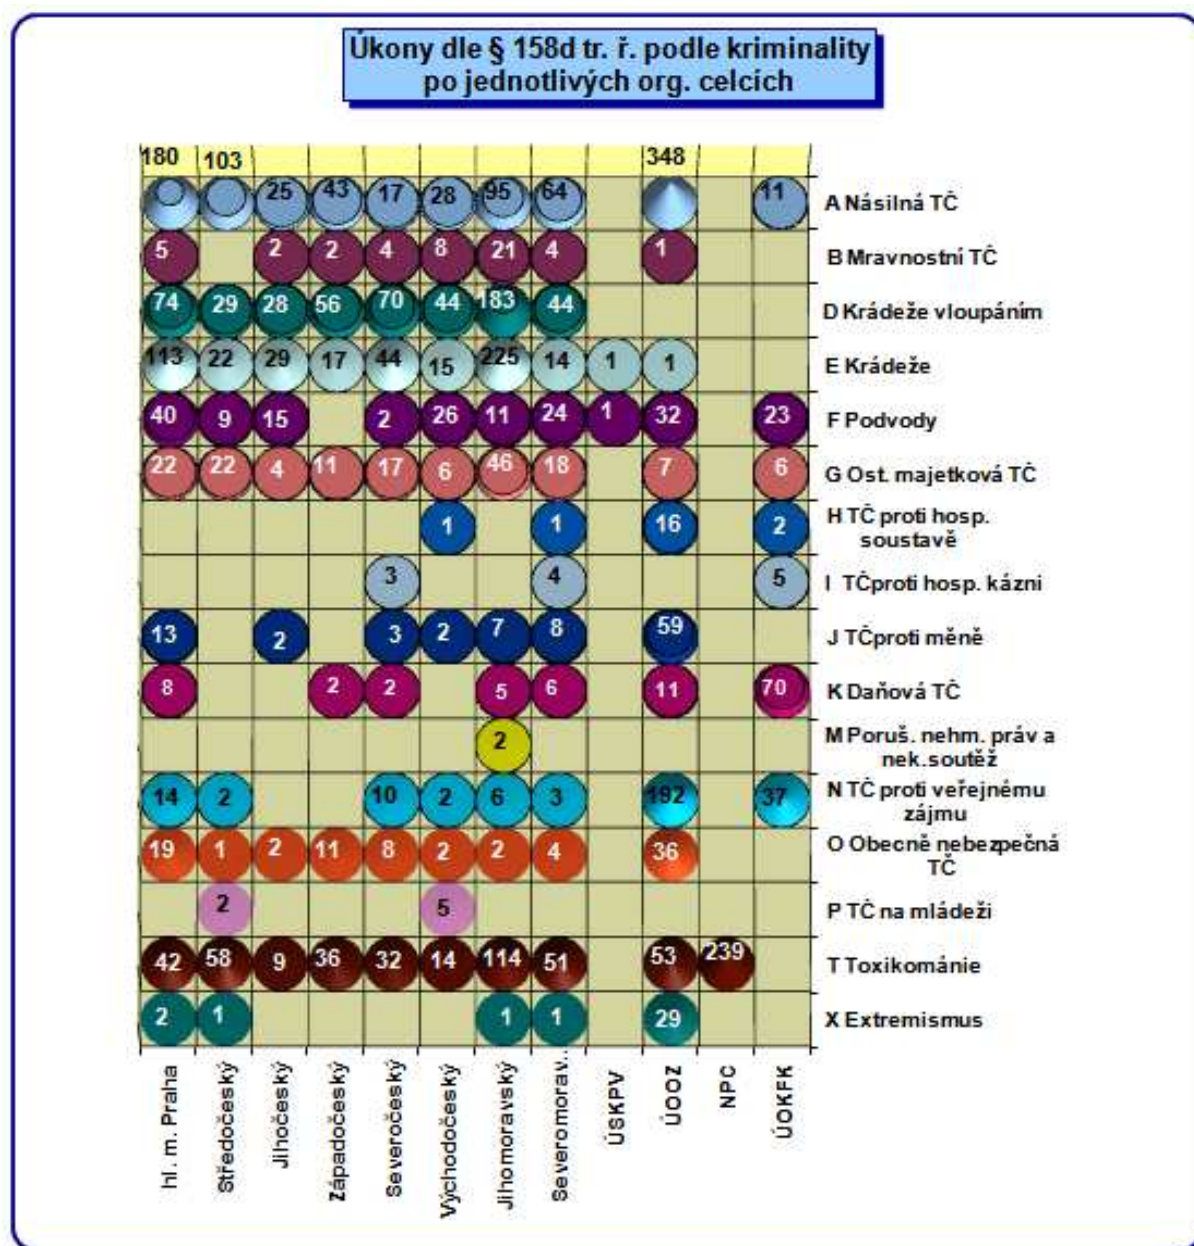 Úkony dle § 158d tr. ř. podle kriminality
po jednotlivých org. celcích
180 103 348
25 43 17 28 95 64 11 A Násilná TČ
5 2 2 4 8 21 4 1 B Mravnostní TČ
74 29 28 56 70 44 183 44 D Krádeže vloupáním
113 22 29 17 44 15 225 14 1 1 E Krádeže
40 9 15 2 26 11 24 1 32 23 F Podvody
22 22 4 11 17 6 46 18 7 6 G Ost. majetková TČ
1 1 16 2 H TČ proti hosp.
soustavě
3 4 5 I TČproti hosp. kázni
13 2 3 2 7 8 59 J TČproti měně
8 2 2 5 6 11 70 K Daňová TČ
2 M Poruš. nehm. práv a
nek.soutěž
14 2 10 2 6 3 192 37 N TČ proti veřejnému
zájmu
19 1 2 11 8 2 2 4 36 O Obecně nebezpečná
TČ
2 5 P TČ na mládeži
42 58 9 36 32 14 114 51 53 239 T Toxikománie
2 1 1 1 29 X Extremismus
hl. m. Praha
Středočeský
Jihočeský
Západočeský
Severočeský
Východočeský
Jihomoravský
Severomorav..
ÚSKPV
ÚOOZ
NPC
ÚOKFK